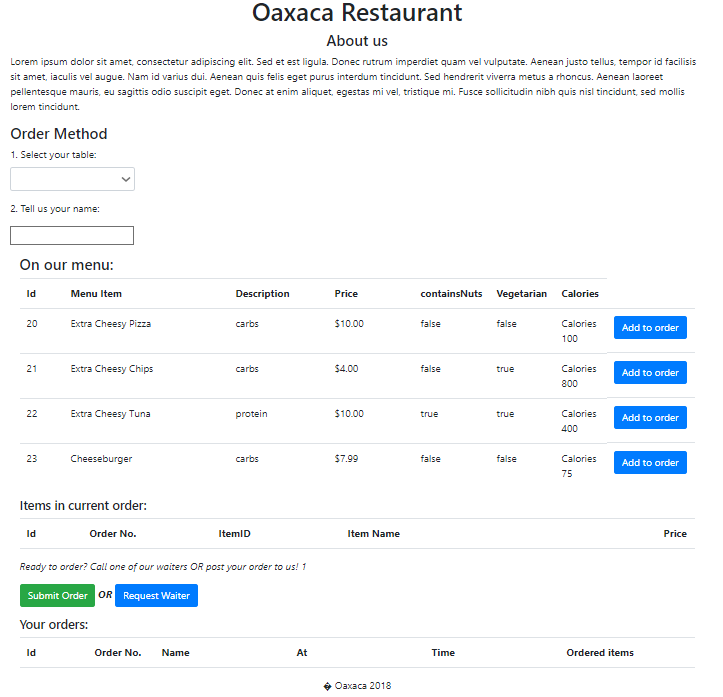 Oaxaca Restaurant
About us
Lorem ipsum dolor sit amet, consectetur adipiscing elit. Sed et est ligula. Donec rutrum imperdiet quam vel vulputate. Aenean justo tellus, tempor id facilisis
sit amet, iaculis vel augue. Nam id varius dui. Aenean quis felis eget purus interdum tincidunt. Sed hendrerit viverra metus a rhoncus. Aenean laoreet
pellentesque mauris, eu sagittis odio suscipit eget. Donec at enim aliquet, egestas mi vel, tristique mi. Fusce sollicitudin nibh quis nisl tincidunt, sed mollis
lorem tincidunt.
Order Method
1. Select your table:
2. Tell us your name:
On our menu:
Id Menu Item Description Price containsNuts Vegetarian Calories
20 Extra Cheesy Pizza carbs $10.00 false false Calories 100 Add to order
21 Extra Cheesy Chips carbs $4.00 false true Calories 800 Add to order
22 Extra Cheesy Tuna protein $10.00 true true Calories 400 Add to order
23 Cheeseburger carbs $7.99 false false Calories 75 Add to order
Items in current order:
Id Order No. ItemID Item Name Price
Ready to order? Call one of our waiters OR post your order to us! 1
Submit Order OR Request Waiter
Your orders:
Id Order No. Name At Time Ordered items
� Oaxaca 2018